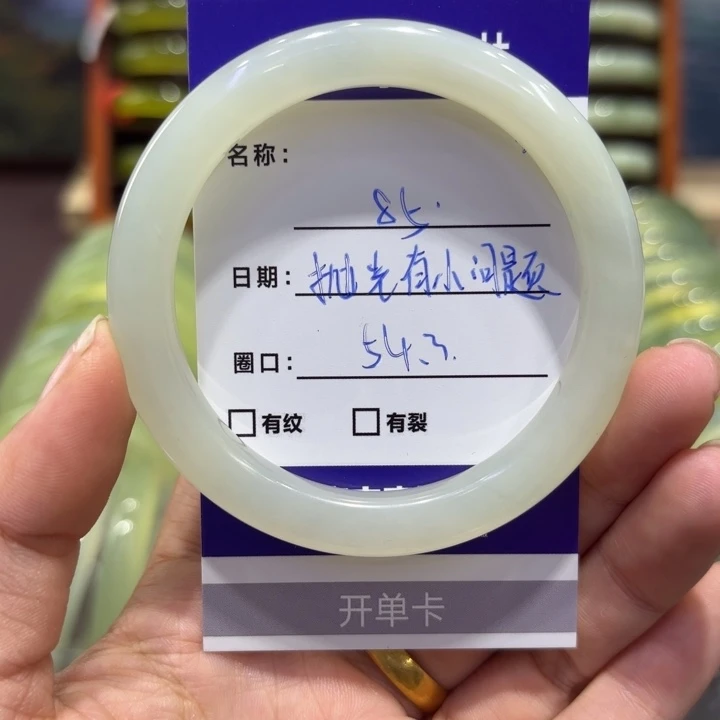 名称：
85.
日期：抛光有小问题
圈口：54.3.
有纹 有裂
开单卡